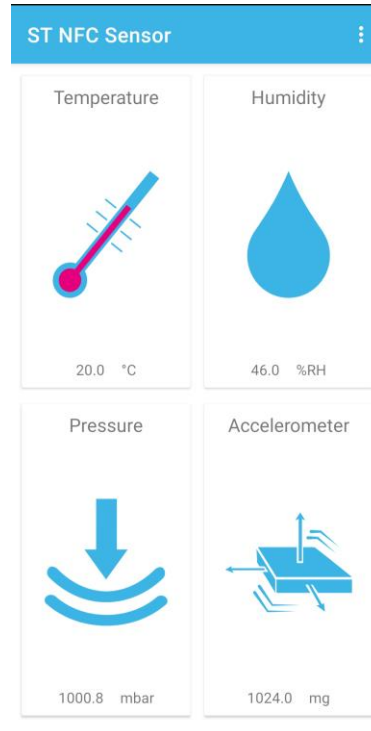 ST NFC Sensor
Temperature
Humidity
20.0 °C
46.0 %RH
Pressure
Accelerometer
1000.8 mbar
1024.0 mg